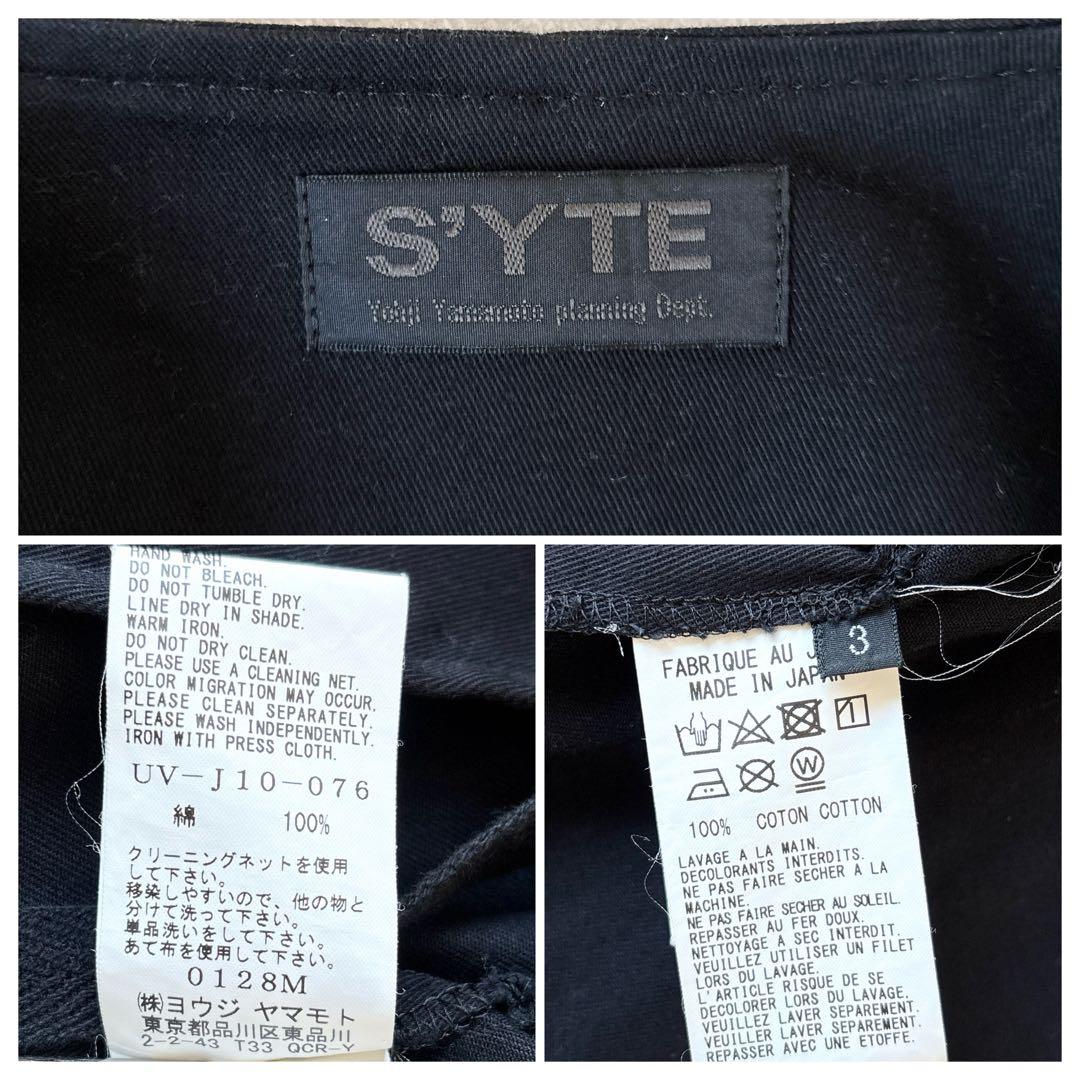 S'YTE
Yohji Yamamoto planning Dept.
HAND WASH.
DO NOT BLEACH.
DO NOT TUMBLE DRY.
LINE DRY IN SHADE.
WARM IRON.
DO NOT DRY CLEAN.
PLEASE USE A CLEANING NET.
COLOR MIGRATION MAY OCCUR.
PLEASE CLEAN SEPARATELY.
PLEASE WASH INDEPENDENTLY.
IRON WITH PRESS CLOTH.
UV-J10-076
綿 100%
クリーニングネットを使用
して下さい。
移染しやすいので、他の物と
分けて洗って下さい。
単品洗いをして下さい。
あて布を使用して下さい。
0128M
㈱ヨウジ ヤマモト
東京都品川区東品川
2-2-43 T33 QCR-Y
3
FABRIQUE AU J
MADE IN JAPAN
1
W
100% COTON COTTON
LAVAGE A LA MAIN.
DECOLORANTS INTERDITS.
NE PAS FAIRE SECHER A LA
MACHINE.
NE PAS FAIRE SECHER AU SOLEIL.
REPASSER AU FER DOUX.
NETTOYAGE A SEC INTERDIT.
VEUILLEZ UTILISER UN FILET
LORS DU LAVAGE.
L'ARTICLE RISQUE DE SE
DECOLORER LORS DU LAVAGE.
VEUILLEZ LAVER SEPAREMENT.
VEUILLER LAVER SEPAREMENT.
REPASSER AVEC UNE ETOFFE.